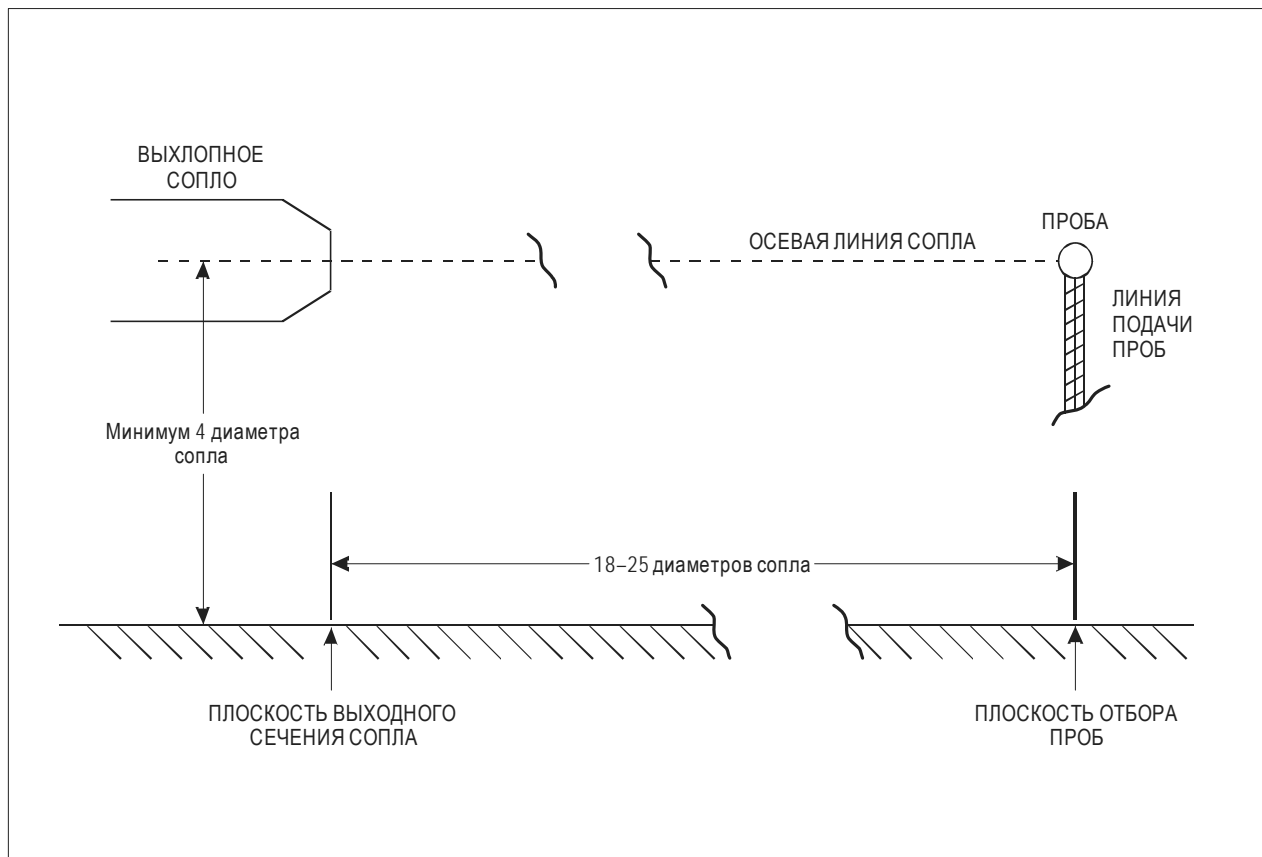 ВЫХЛОПНОЕ
СОПЛО
ОСЕВАЯ ЛИНИЯ СОПЛА
ПРОБА
ЛИНИЯ
ПОДАЧИ
ПРОБ
Минимум 4 диаметра
сопла
18–25 диаметров сопла
ПЛОСКОСТЬ ВЫХОДНОГО
СЕЧЕНИЯ СОПЛА
ПЛОСКОСТЬ ОТБОРА
ПРОБ